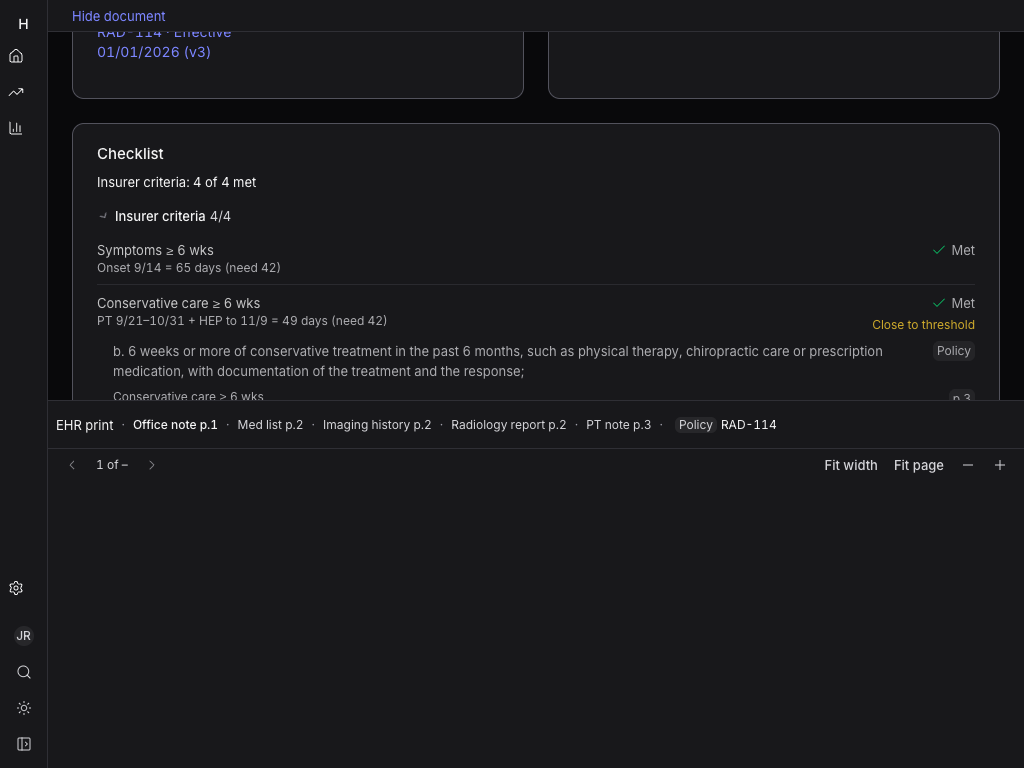 H
Hide document
RAD-114 · Effective
01/01/2026 (v3)
Checklist
Insurer criteria: 4 of 4 met
Insurer criteria 4/4
Symptoms ≥ 6 wks
Met
Onset 9/14 = 65 days (need 42)
Conservative care ≥ 6 wks
Met
PT 9/21–10/31 + HEP to 11/9 = 49 days (need 42)
Close to threshold
b. 6 weeks or more of conservative treatment in the past 6 months, such as physical therapy, chiropractic care or prescription
Policy
medication, with documentation of the treatment and the response;
Conservative care ≥ 6 wks
p.3
EHR print · Office note p.1 · Med list p.2 · Imaging history p.2 · Radiology report p.2 · PT note p.3 · Policy RAD-114
1 of –
Fit width
Fit page
JR